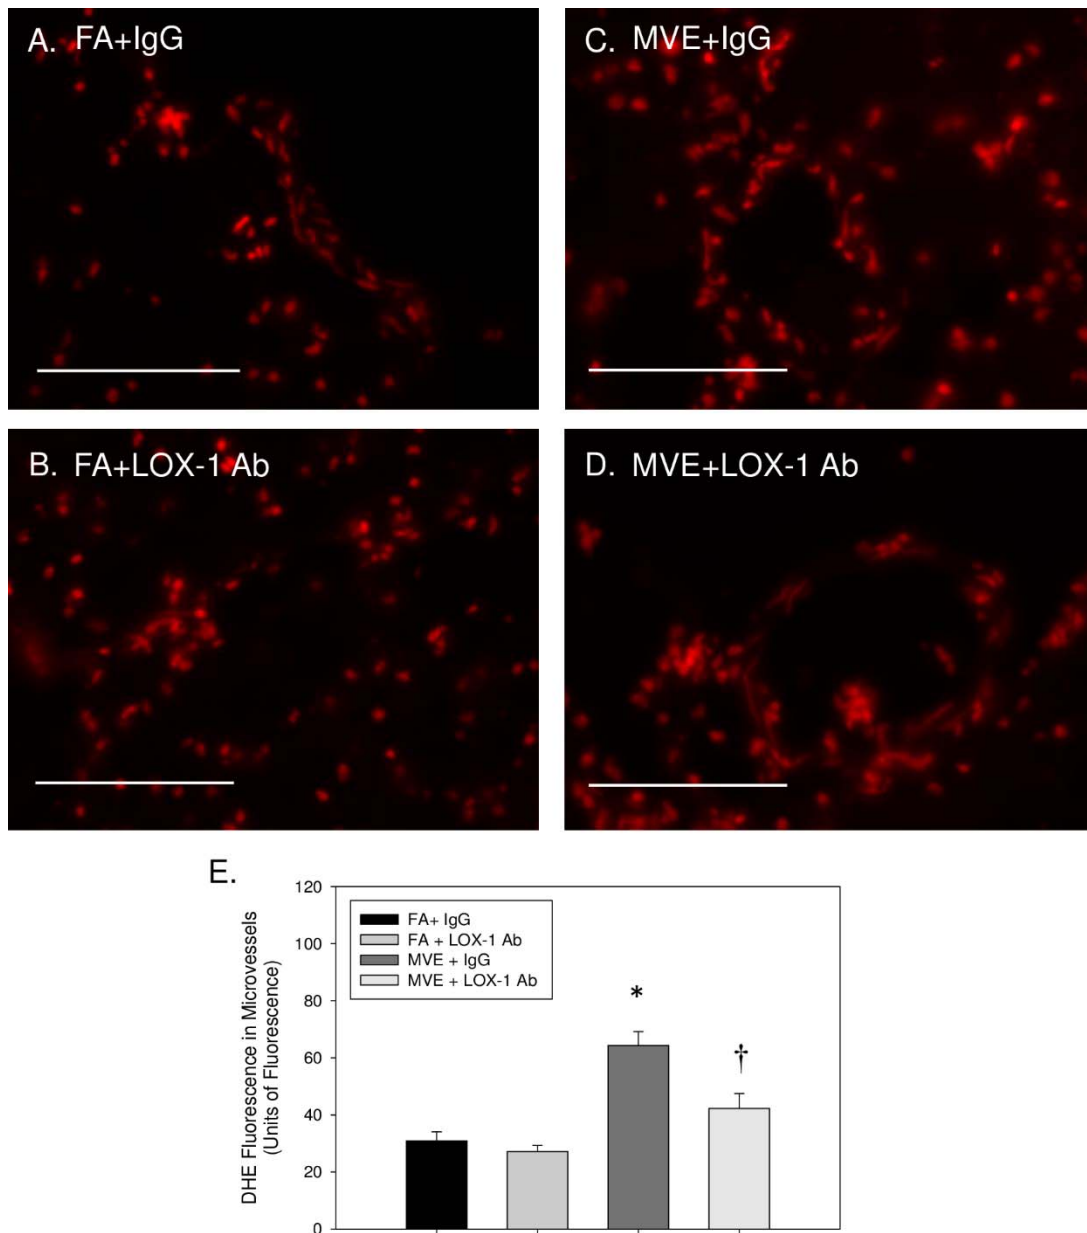 A. FA+IgG
C. MVE+IgG
B. FA+LOX-1 Ab
D. MVE+LOX-1 Ab
E.
DHE Fluorescence in Microvessels
(Units of Fluorescence)
120
100
80
60
40
20
0
FA+ IgG
FA + LOX-1 Ab
MVE + IgG
MVE + LOX-1 Ab
*
†